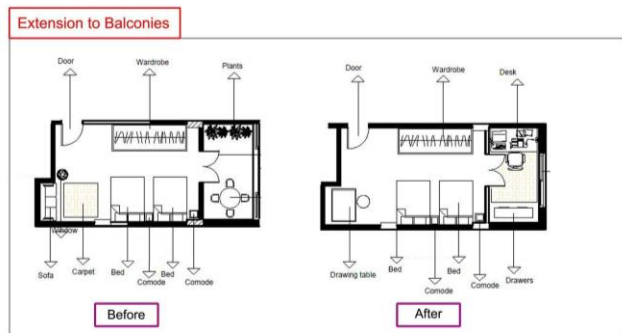 Extension to Balconies
Door
Wardrobe
Plants
Window
Sofa
Carpet
Bed
Comode
Bed
Comode
Before
Door
Wardrobe
Desk
Drawing table
Bed
Comode
Bed
Comode
Drawers
After